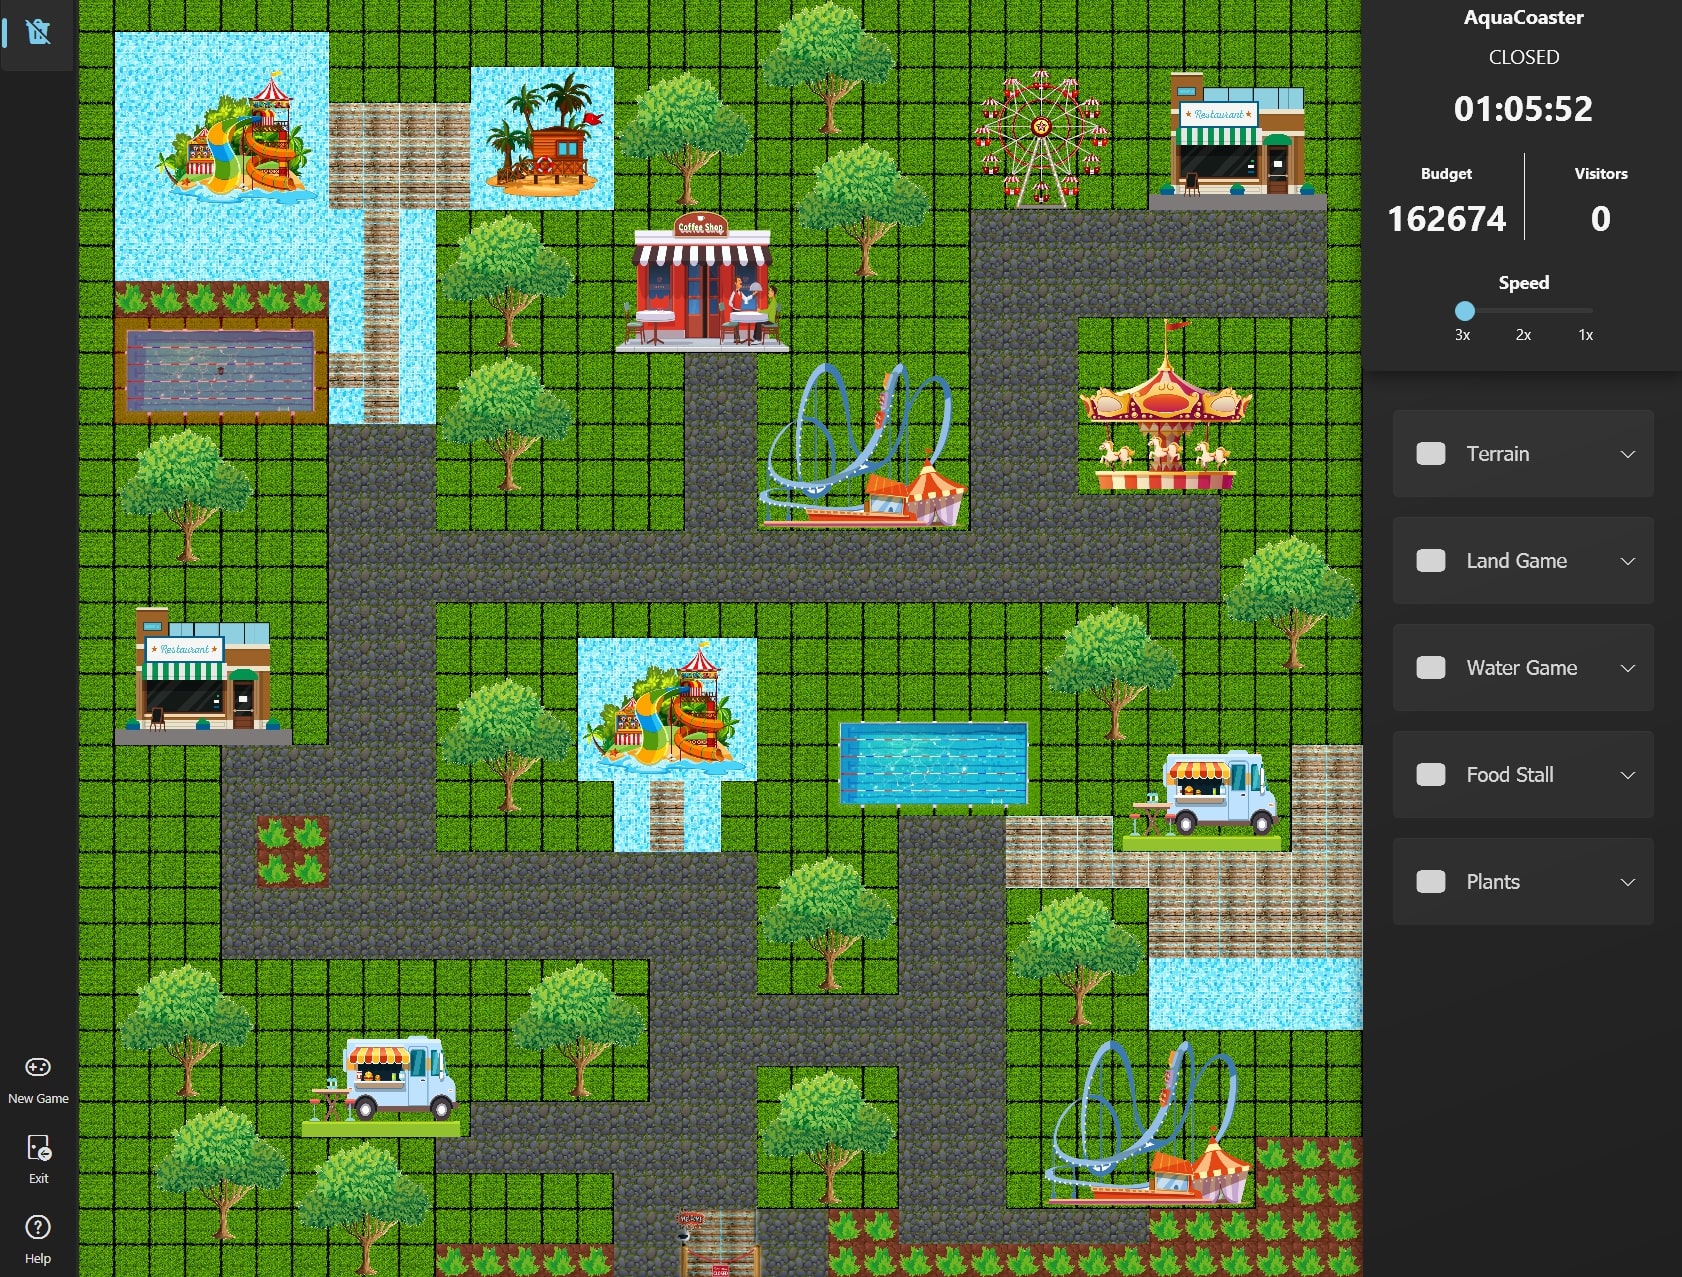 AquaCoaster
CLOSED
01:05:52
Budget
162674
Visitors
0
Speed
3x
2x
1x
Terrain
Land Game
Water Game
Food Stall
Plants
New Game
Exit
Help
Restaurant
Coffee Shop
Restaurant
CLOSED